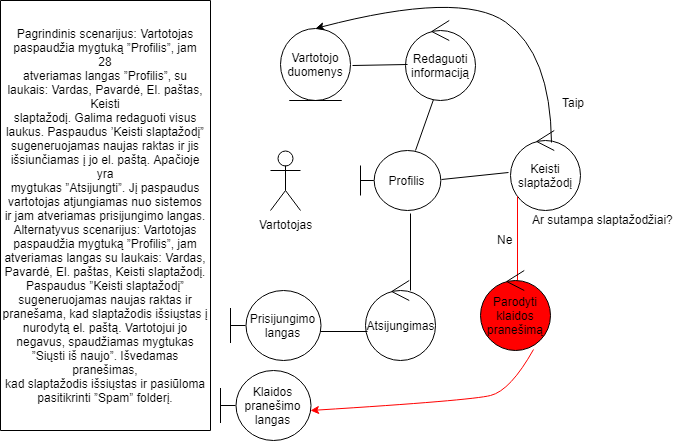 Pagrindinis scenarijus: Vartotojas
paspaudžia mygtuką "Profilis", jam
28
atveriamas langas "Profilis", su
laukais: Vardas, Pavardė, El. paštas,
Keisti
slaptažodį. Galima redaguoti visus
laukus. Paspaudus 'Keisti slaptažodį"
sugeneruojamas naujas raktas ir jis
išsiunčiamas į jo el. paštą. Apačioje
yra
mygtukas "Atsijungti". Jį paspaudus
vartotojas atjungiamas nuo sistemos
ir jam atveriamas prisijungimo langas.
Alternatyvus scenarijus: Vartotojas
paspaudžia mygtuką "Profilis", jam
atveriamas langas su laukais: Vardas,
Pavardė, El. paštas, Keisti slaptažodį.
Paspaudus "Keisti slaptažodį"
sugeneruojamas naujas raktas ir
pranešama, kad slaptažodis išsiųstas į
nurodytą el. paštą. Vartotojui jo
negavus, spaudžiamas mygtukas
"Siųsti iš naujo". Išvedamas
pranešimas,
kad slaptažodis išsiųstas ir pasiūloma
pasitikrinti "Spam" folderį.
Vartotojo
duomenys
Redaguoti
informaciją
Taip
Vartotojas
Profilis
Keisti
slaptažodį
Ar sutampa slaptažodžiai?
Ne
Prisijungimo
langas
Atsijungimas
Parodyti
klaidos
pranešima
Klaidos
pranešimo
langas